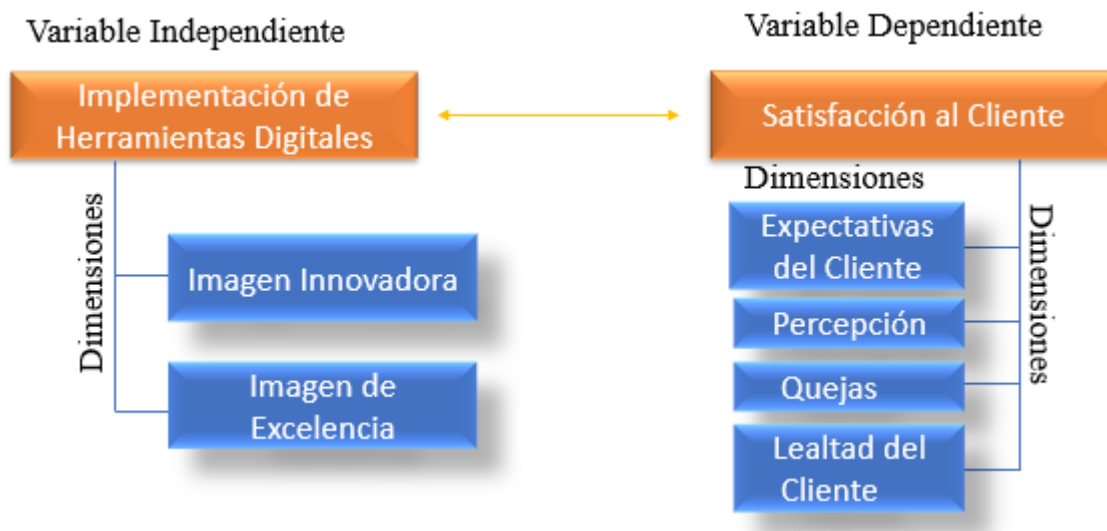 Variable Independiente
Implementación de
Herramientas Digitales
Dimensiones
Imagen Innovadora
Imagen de
Excelencia
Variable Dependiente
Satisfacción al Cliente
Dimensiones
Expectativas
del Cliente
Percepción
Quejas
Lealtad del
Cliente
Dimensiones